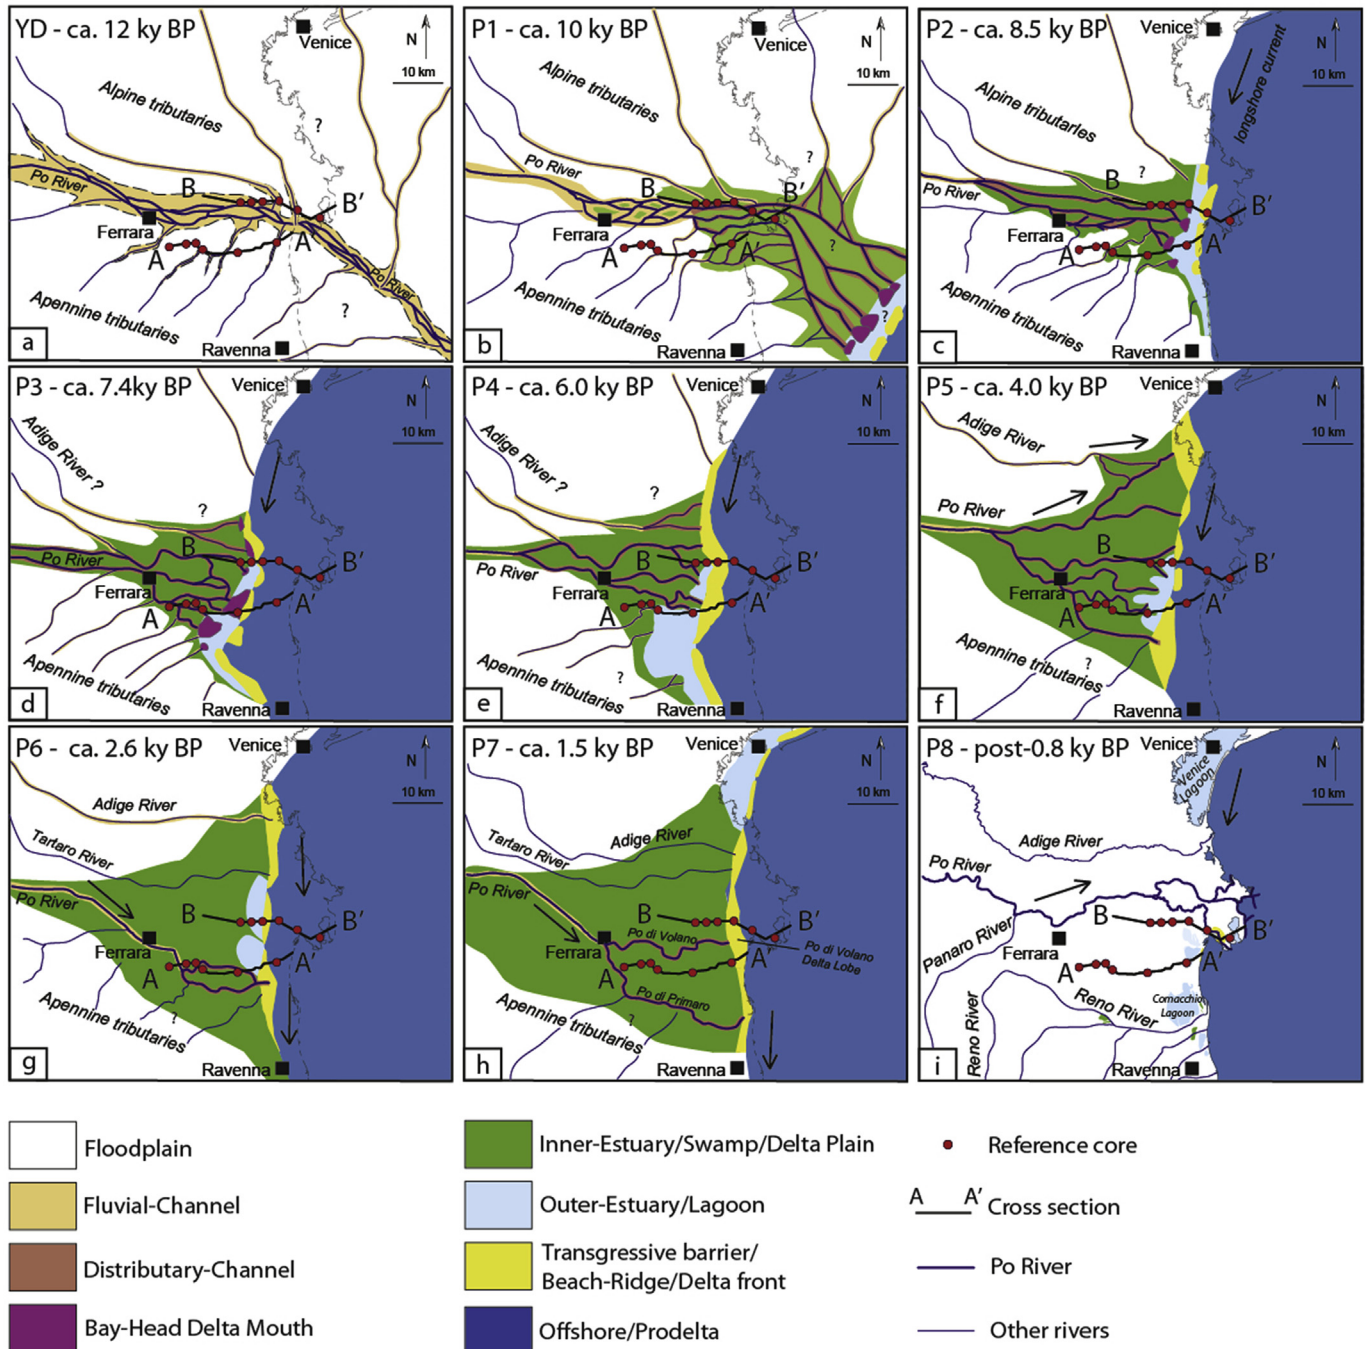 YD - ca. 12 ky BP
Venice
N
10 km
Alpine tributaries
?
Po River
B
B'
Ferrara
A
A
Po River
Apennine tributaries
?
Ravenna
a
P1 - ca. 10 ky BP
Venice
N
10 km
Alpine tributaries
?
Po River
B
B'
Ferrara
A
A'
?
Apennine tributaries
?
Ravenna
b
P2 - ca. 8.5 ky BP
Venice
N
10 km
longshore current
Alpine tributaries
?
Po River
B
B'
Ferrara
A
A'
Apennine tributaries
Ravenna
c
P3 - ca. 7.4ky BP
Venice
N
10 km
Adige River ?
?
B
Po River
B'
Ferrara
A
A'
Apennine tributaries
Ravenna
d
P4 - ca. 6.0 ky BP
Venice
N
10 km
Adige River ?
?
B
B'
Po River
Ferrara
A
A'
Apennine tributaries
?
Ravenna
e
P5 - ca. 4.0 ky BP
Venice
N
10 km
Adige River
Po River
B
B'
Ferrara
A
A'
Apennine tributaries
?
Ravenna
f
P6 - ca. 2.6 ky BP
Venice
N
10 km
Adige River
Tartaro River
Po River
B
B'
Ferrara
A
A'
Apennine tributaries
?
Ravenna
g
P7 - ca. 1.5 ky BP
Venice
N
10 km
Adige River
Tartaro River
Po River
B
B'
Po di Volano
Ferrara
A
A'
Po di Volano
Delta Lobe
Po di Primaro
Apennine tributaries
?
Ravenna
h
P8 - post-0.8 ky BP
Venice
N
10 km
Venice
Lagoon
Adige River
Po River
B
B'
Panaro River
Ferrara
A
A'
Comacchio
Lagoon
Reno River
Reno River
Ravenna
i
Floodplain
Fluvial-Channel
Distributary-Channel
Bay-Head Delta Mouth
Inner-Estuary/Swamp/Delta Plain
Outer-Estuary/Lagoon
Transgressive barrier/
Beach-Ridge/Delta front
Offshore/Prodelta
Reference core
A A' Cross section
Po River
Other rivers